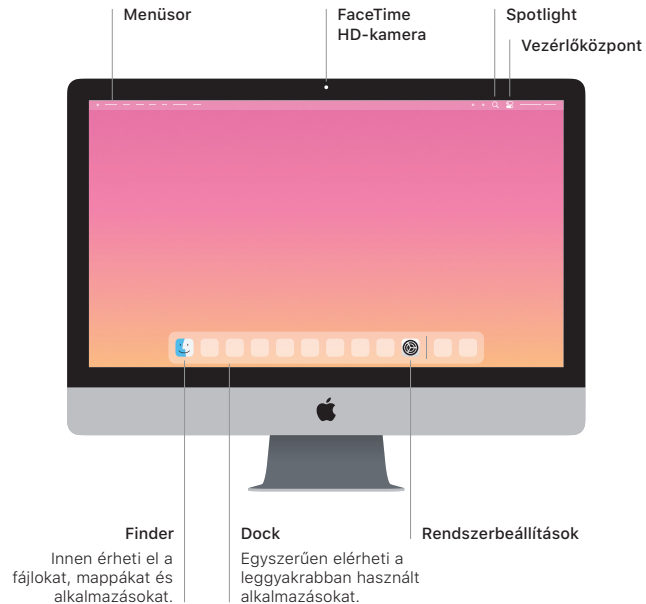 Menüsor
FaceTime
HD-kamera
Spotlight
Vezérlőközpont
Finder
Innen érheti el a
fájlokat, mappákat és
alkalmazásokat.
Dock
Egyszerűen elérheti a
leggyakrabban használt
alkalmazásokat.
Rendszerbeállítások